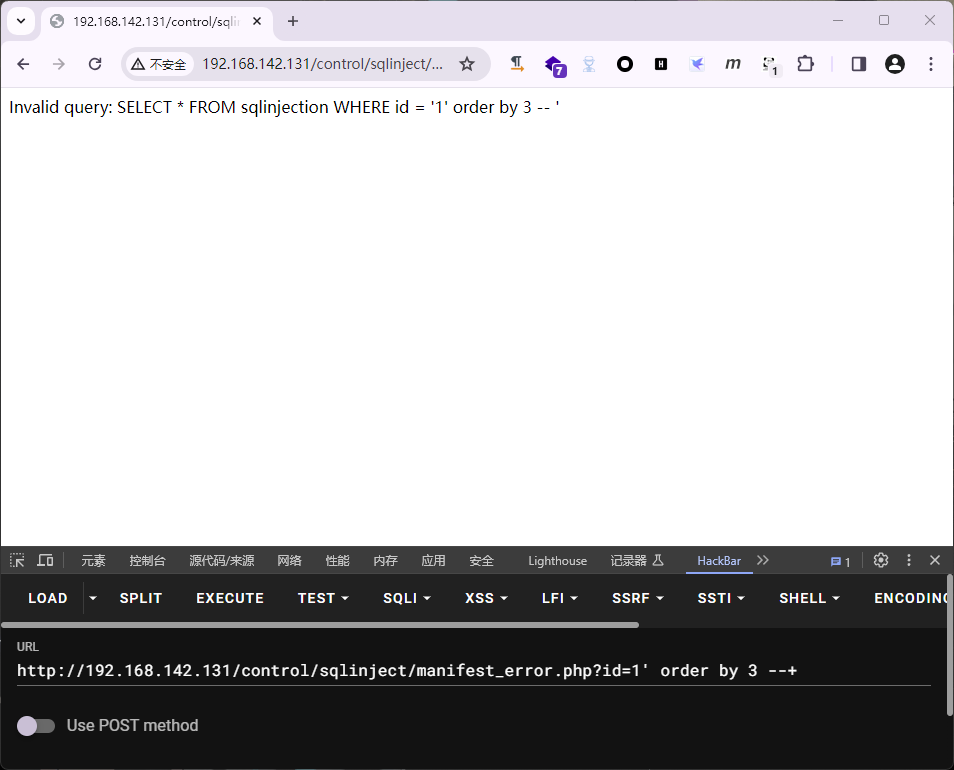 192.168.142.131/control/sqlin
不安全
192.168.142.131/control/sqlinject/...
7
H
m
1
Invalid query: SELECT * FROM sqlinjection WHERE id = '1' order by 3 -- '
元素 控制台 源代码/来源 网络 性能 内存 应用 安全 Lighthouse 记录器 HackBar 1
LOAD SPLIT EXECUTE TEST SQLI XSS LFI SSRF SSTI SHELL ENCODING
URL
http://192.168.142.131/control/sqlinject/manifest_error.php?id=1' order by 3 --+
Use POST method